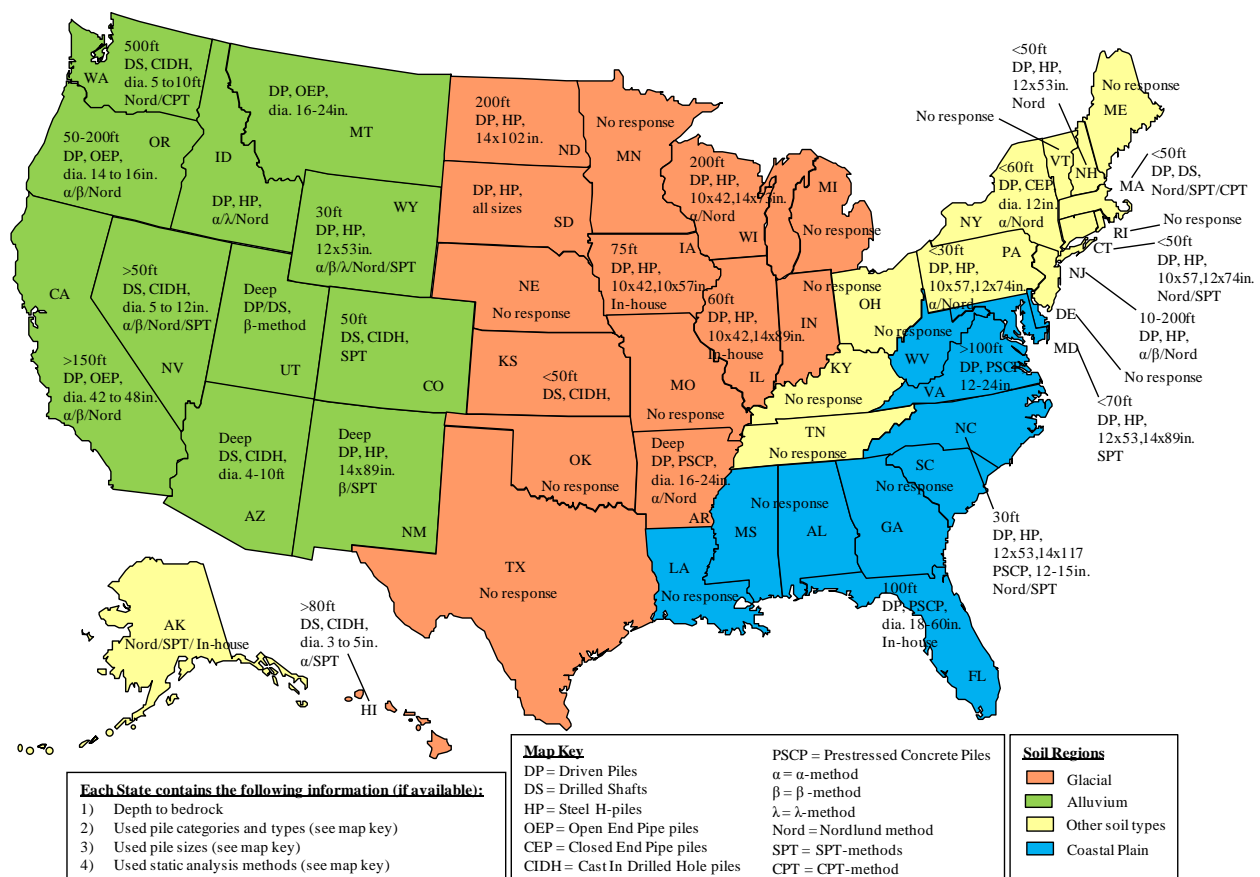 WA
500ft
DS, CIDH,
dia. 5 to10ft
Nord/CPT
50-200ft
OR
DP, OEP,
dia. 14 to 16in.
α/β/Nord
ID
DP, HP,
α/λ/Nord
DP, OEP,
dia. 16-24in.
MT
WY
30ft
DP, HP,
12x53in.
α/β/λ/Nord/SPT
CA
>150ft
DP, OEP,
dia. 42 to 48in.
α/β/Nord
>50ft
DS, CIDH,
dia. 5 to 12in.
α/β/Nord/SPT
NV
Deep
DP/DS,
β-method
UT
50ft
DS, CIDH,
SPT
CO
Deep
DS, CIDH,
dia. 4-10ft
AZ
Deep
DP, HP,
14x89in.
β/SPT
NM
200ft
DP, HP,
14x102in.
ND
DP, HP,
all sizes
SD
NE
No response
KS
<50ft
DS, CIDH,
OK
No response
TX
No response
No response
MN
IA
75ft
DP, HP,
10x42,10x57in.
In-house
MO
No response
Deep
DP, PSCP,
dia. 16-24in.
α/Nord
AR
200ft
DP, HP,
10x42,14x73in.
α/Nord
WI
60ft
DP, HP,
10x42,14x89in.
In-house
IL
MI
No response
No response
IN
OH
No response
KY
No response
TN
No response
LA
No response
No response
MS
AL
No response
SC
GA
100ft
DP, PSCP,
dia. 18-60in.
In-house
FL
NC
30ft
DP, HP,
12x53,14x117
PSCP, 12-15in.
Nord/SPT
WV
>100ft
DP, PSCP
12-24in.
VA
<30ft
PA
DP, HP,
10x57,12x74in.
α/Nord
<60ft
DP, CEP,
dia. 12in.
α/Nord
NY
No response
VT
<50ft
DP, HP,
12x53in.
Nord
NH
No response
ME
MA
<50ft
DP, DS,
Nord/SPT/CPT
RI
No response
CT
<50ft
DP, HP,
10x57,12x74in.
Nord/SPT
NJ
10-200ft
DP, HP,
α/β/Nord
DE
No response
MD
<70ft
DP, HP,
12x53,14x89in.
SPT
AK
Nord/SPT/ In-house
>80ft
DS, CIDH,
dia. 3 to 5in.
α/SPT
HI
Each State contains the following information (if available):
1) Depth to bedrock
2) Used pile categories and types (see map key)
3) Used pile sizes (see map key)
4) Used static analysis methods (see map key)
Map Key
DP = Driven Piles
DS = Drilled Shafts
HP = Steel H-piles
OEP = Open End Pipe piles
CEP = Closed End Pipe piles
CIDH = Cast In Drilled Hole piles
PSCP = Prestressed Concrete Piles
α = α-method
β = β -method
λ = λ-method
Nord = Nordlund method
SPT = SPT-methods
CPT = CPT-method
Soil Regions
Glacial
Alluvium
Other soil types
Coastal Plain